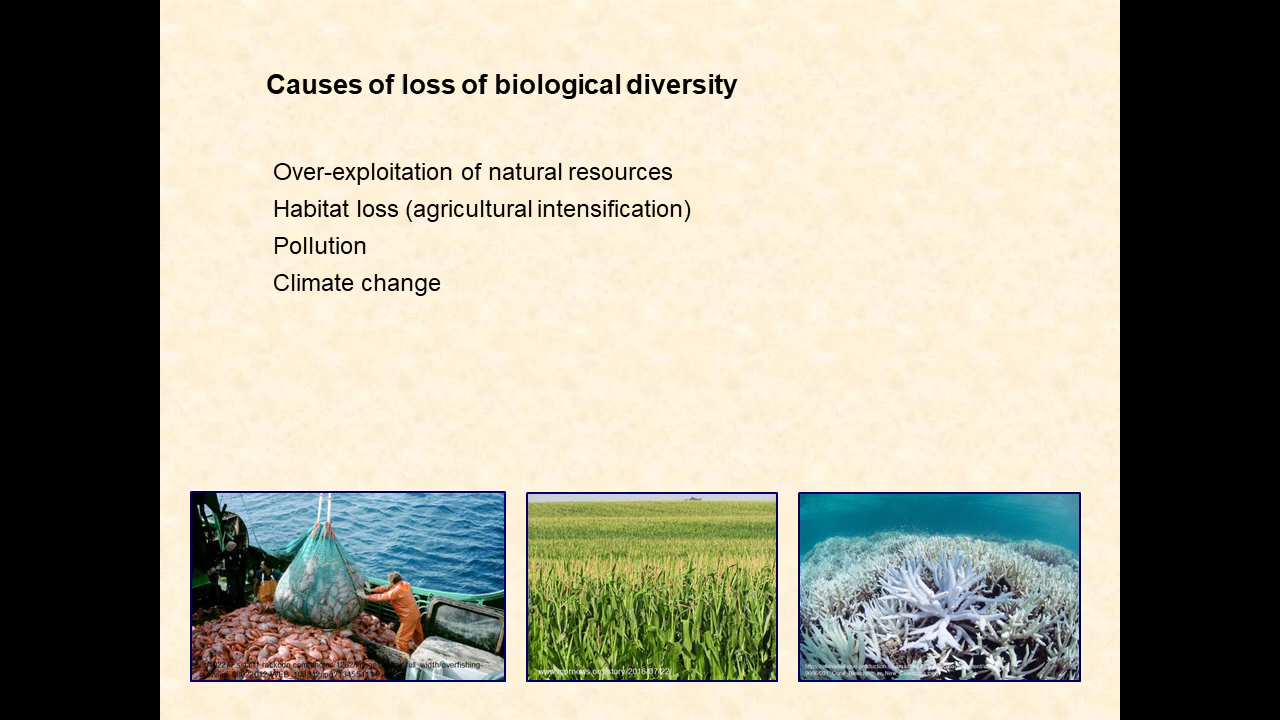 Causes of loss of biological diversity
Over-exploitation of natural resources
Habitat loss (agricultural intensification)
Pollution
Climate change